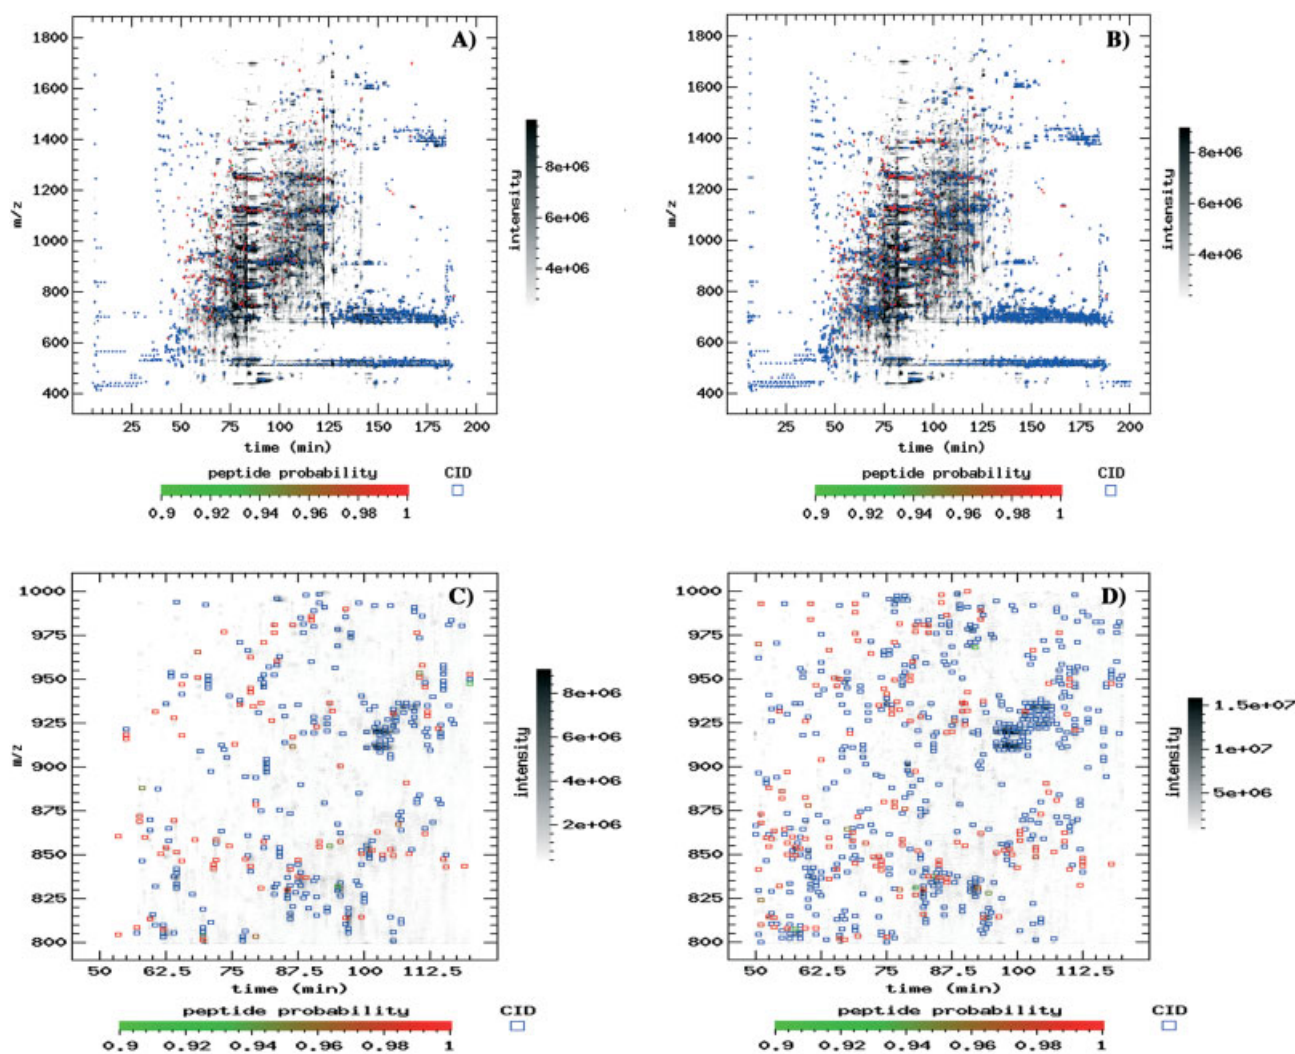 A)
1800
1600
1400
1200
1000
800
600
400
m/z
25 50 75 100 125 150 175 200
time (min)
intensity
8e+06
6e+06
4e+06
peptide probability
CID
0.9 0.92 0.94 0.96 0.98 1
B)
1800
1600
1400
1200
1000
800
600
400
m/z
25 50 75 100 125 150 175 200
time (min)
intensity
8e+06
6e+06
4e+06
peptide probability
CID
0.9 0.92 0.94 0.96 0.98 1
C)
1000
975
950
925
900
875
850
825
800
m/z
50 62.5 75 87.5 100 112.5
time (min)
intensity
8e+06
6e+06
4e+06
2e+06
peptide probability
CID
0.9 0.92 0.94 0.96 0.98 1
D)
1000
975
950
925
900
875
850
825
800
50 62.5 75 87.5 100 112.5
time (min)
intensity
1.5e+07
1e+07
5e+06
peptide probability
CID
0.9 0.92 0.94 0.96 0.98 1